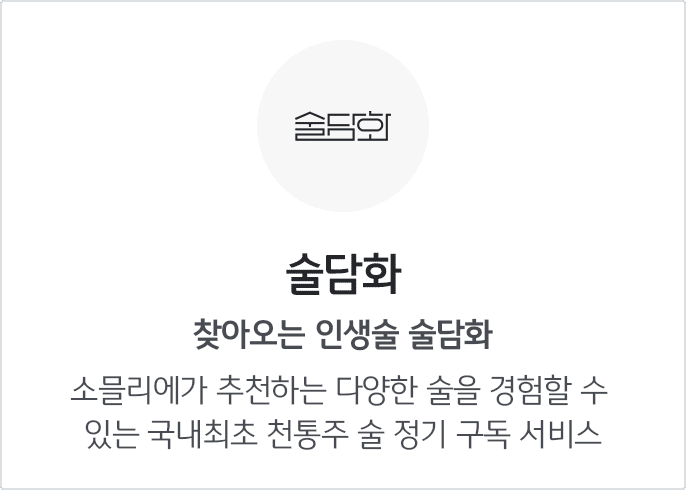 술담화
술담화
찾아오는 인생술 술담화
소믈리에가 추천하는 다양한 술을 경험할 수
있는 국내최초 천통주 술 정기 구독 서비스